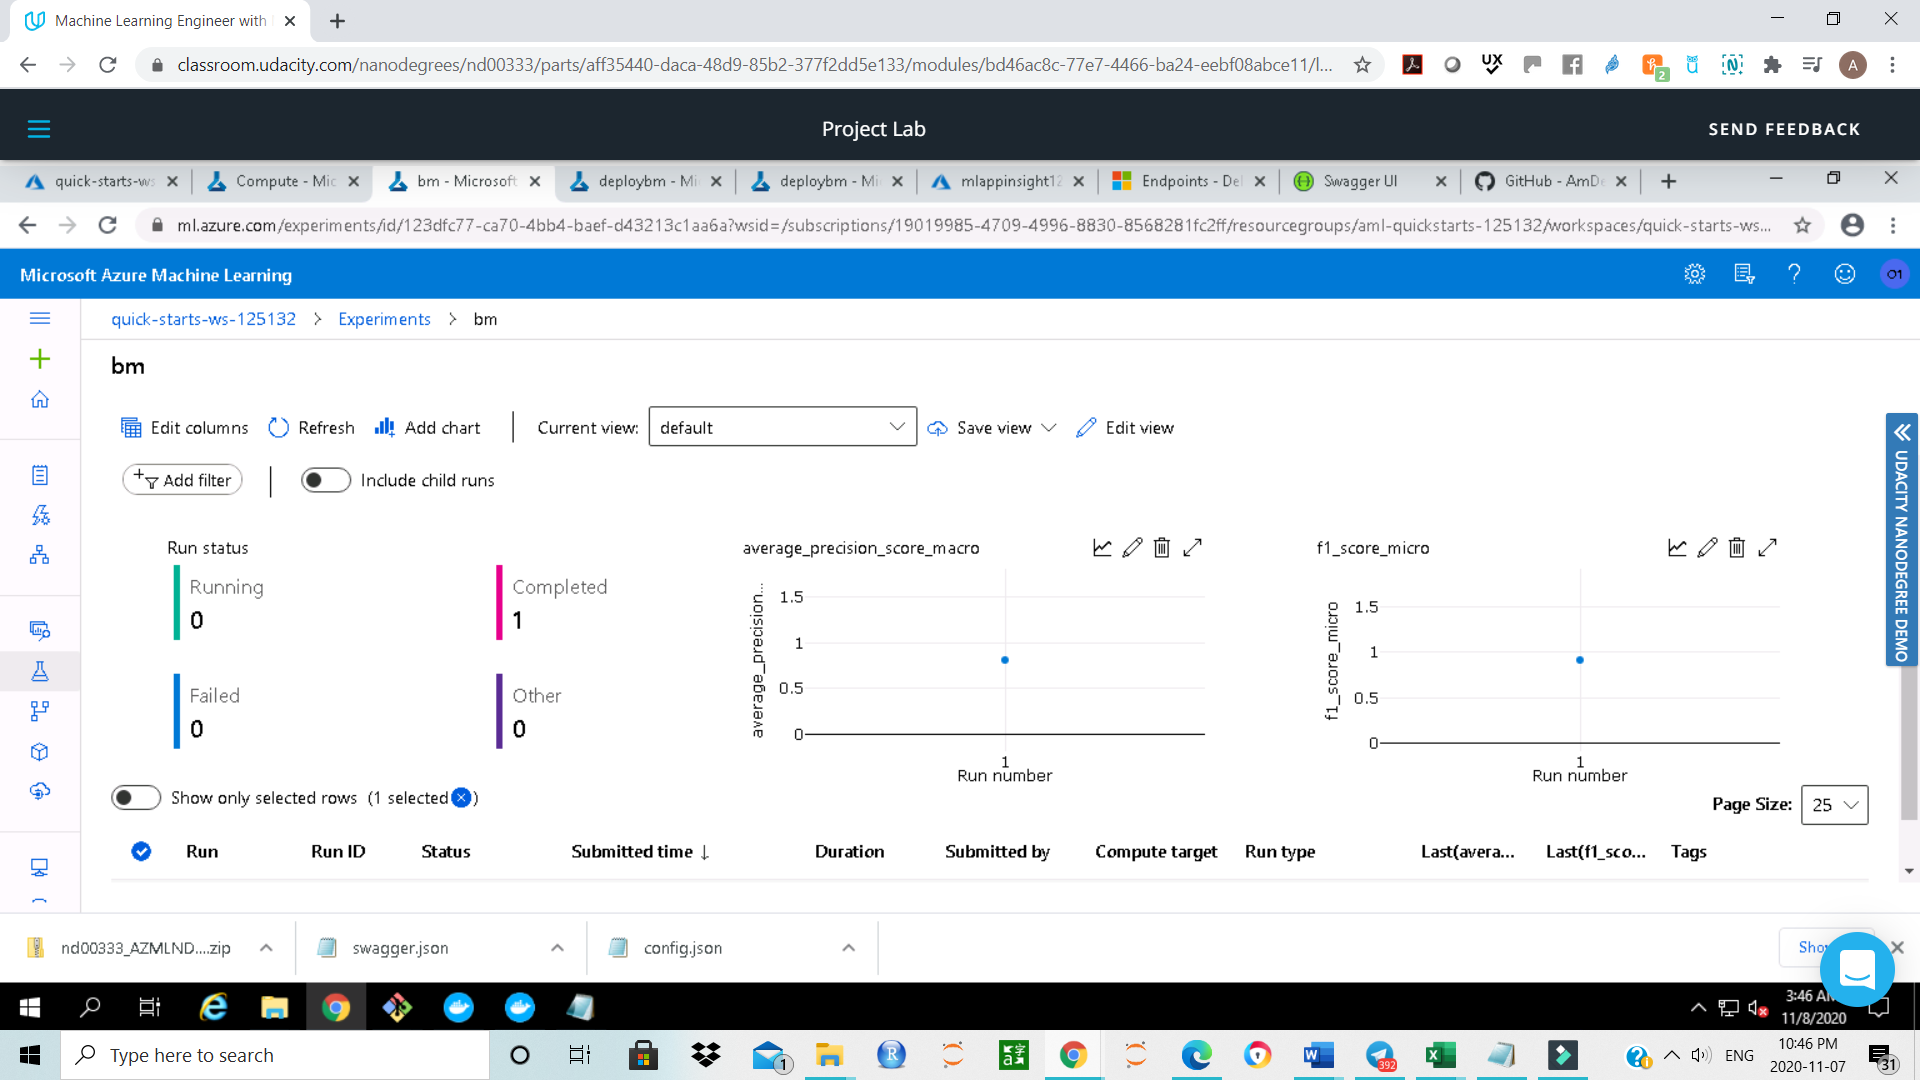 Machine Learning Engineer with
classroom.udacity.com/nanodegrees/nd00333/parts/aff35440-daca-48d9-85b2-377f2dd5e133/modules/bd46ac8c-77e7-4466-ba24-eebf08abce11/l...
UX
2
A
Project Lab
SEND FEEDBACK
quick-starts-ws
Compute - Mic
bm - Microsoft
deploybm - Mi
deploybm - Mi
mlappinsight12
Endpoints - Del
Swagger UI
GitHub - AmDe
ml.azure.com/experiments/id/123dfc77-ca70-4bb4-baef-d43213c1aa6a?wsid=/subscriptions/19019985-4709-4996-8830-8568281fc2ff/resourcegroups/aml-quickstarts-125132/workspaces/quick-starts-ws...
Microsoft Azure Machine Learning
O1
quick-starts-ws-125132 > Experiments > bm
bm
Edit columns
Refresh
Add chart
Current view:
default
Save view
Edit view
Add filter
Include child runs
UDACITY NANODEGREE DEMO
Run status
Running
0
Completed
1
Failed
0
Other
0
average_precision_score_macro
average_precision...
1.5
1
0.5
0
1
Run number
f1_score_micro
f1_score_micro
1.5
1
0.5
0
1
Run number
Show only selected rows (1 selected )
Page Size: 25
Run
Run ID
Status
Submitted time ↓
Duration
Submitted by
Compute target
Run type
Last(avera...
Last(f1_sco...
Tags
nd00333_AZMLND....zip
swagger.json
config.json
Sho
3:46 AM
11/8/2020
Type here to search
1
R
392
ENG
10:46 PM
2020-11-07
31